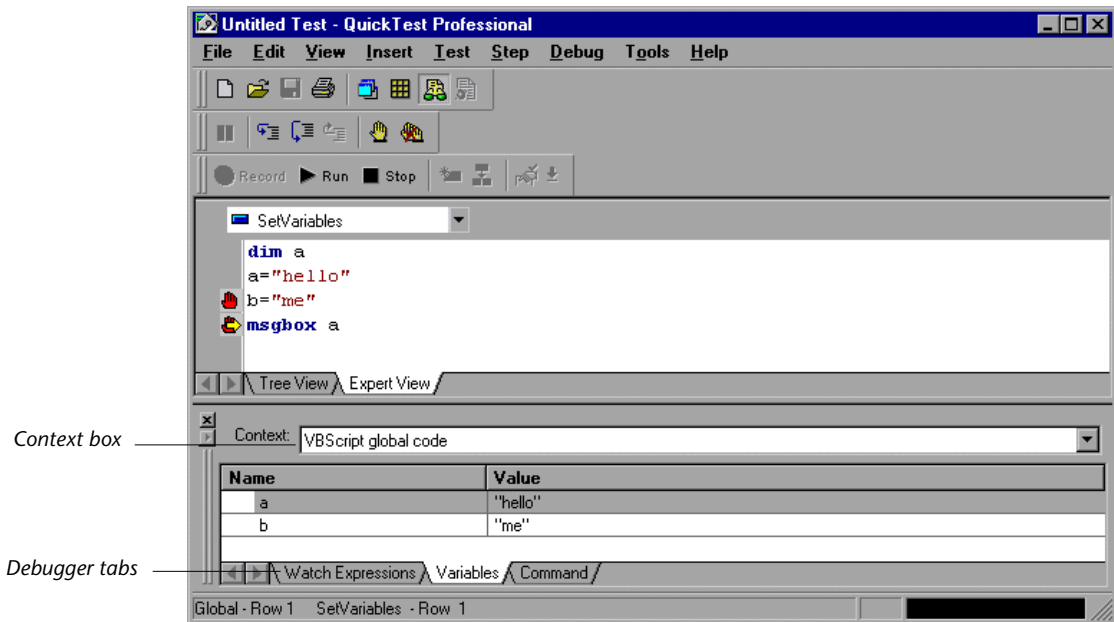 Untitled Test - QuickTest Professional
File Edit View Insert Test Step Debug Tools Help
Record Run Stop
SetVariables
dim a
a="hello"
b="me"
msgbox a
Tree View Expert View
Context box
Context: VBScript global code
Name Value
a "hello"
b "me"
Debugger tabs
Watch Expressions Variables Command
Global - Row 1 SetVariables - Row 1